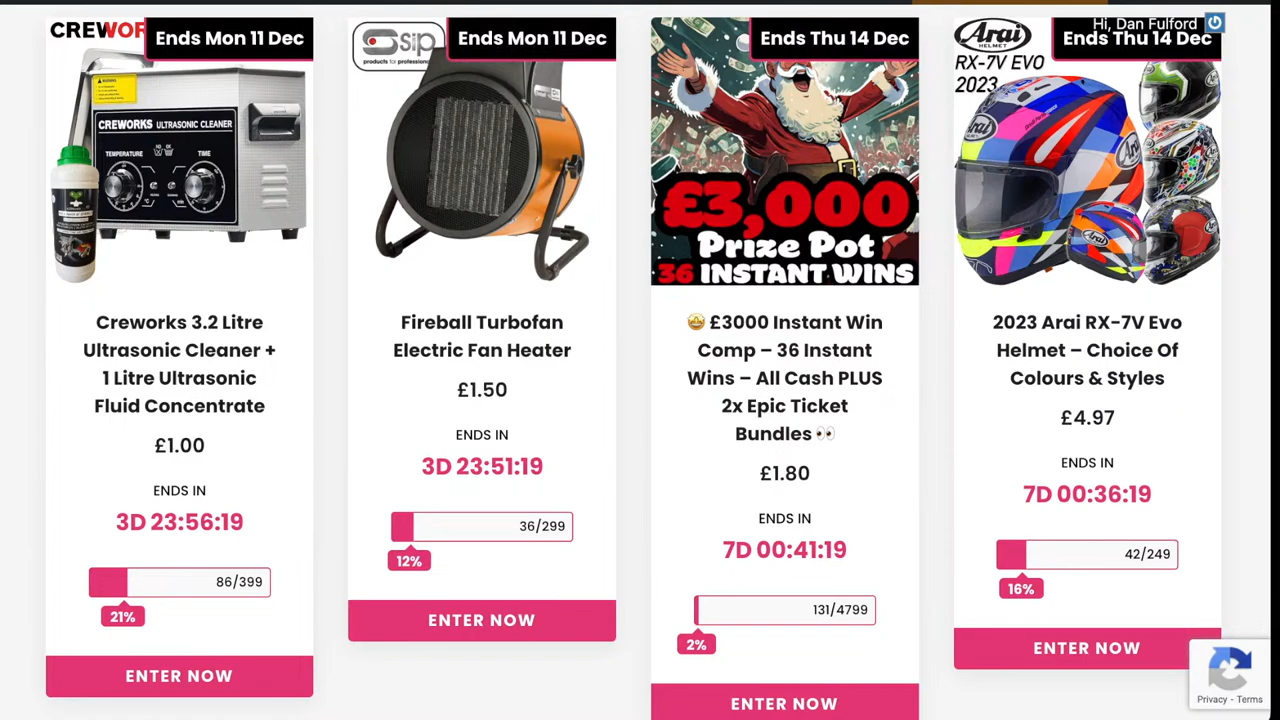 CREWOR
Ends Mon 11 Dec
CREWORKS ULTRASONIC CLEANER
TEMPERATURE
TIME
Creworks 3.2 Litre
Ultrasonic Cleaner +
1 Litre Ultrasonic
Fluid Concentrate
£1.00
ENDS IN
3D 23:56:19
86/399
21%
ENTER NOW
sip
products for professionals
Ends Mon 11 Dec
Fireball Turbofan
Electric Fan Heater
£1.50
ENDS IN
3D 23:51:19
36/299
12%
ENTER NOW
Ends Thu 14 Dec
£3,000
Prize Pot
36 INSTANT WINS
🤩 £3000 Instant Win
Comp – 36 Instant
Wins – All Cash PLUS
2x Epic Ticket
Bundles 👀
£1.80
ENDS IN
7D 00:41:19
131/4799
2%
ENTER NOW
Hi, Dan Fulford
Arai
HELMET
Ends Thu 14 Dec
RX-7V EVO
2023
Arai
Arai
Arai
2023 Arai RX-7V Evo
Helmet – Choice Of
Colours & Styles
£4.97
ENDS IN
7D 00:36:19
42/249
16%
ENTER NOW
Privacy - Terms